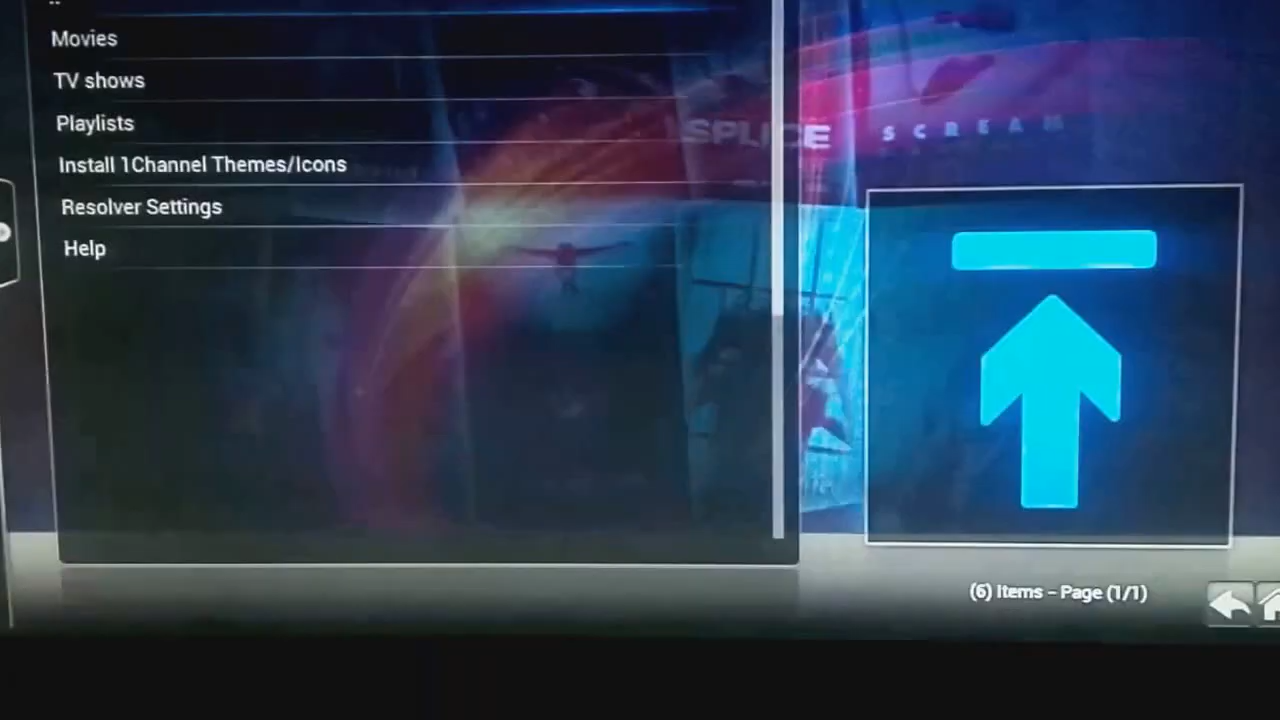 ..
Movies
TV shows
Playlists
Install 1Channel Themes/Icons
Resolver Settings
Help
SPLICE
SCREAM
(6) Items - Page (1/1)